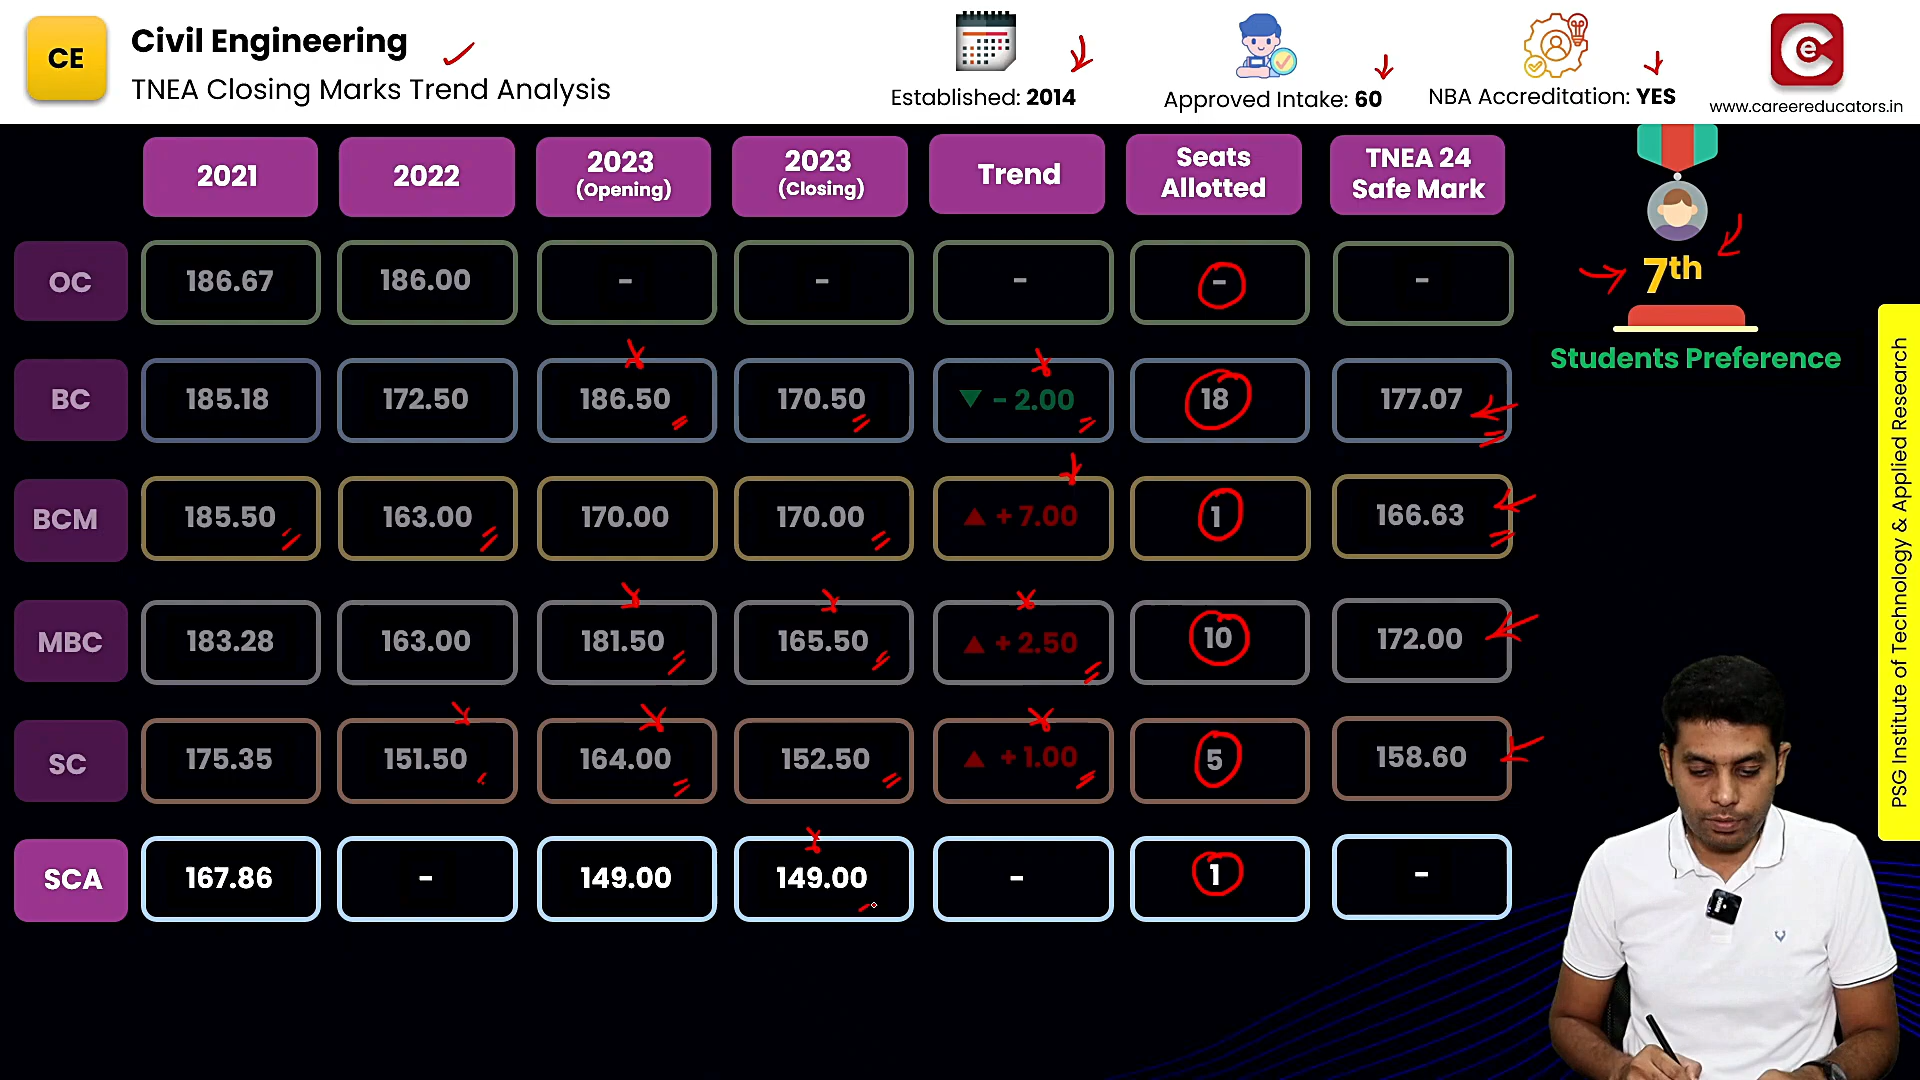 CE
Civil Engineering
TNEA Closing Marks Trend Analysis
Established: 2014
Approved Intake: 60
NBA Accreditation: YES
e
www.careereducators.in
2021
2022
2023
(Opening)
2023
(Closing)
Trend
Seats
Allotted
TNEA 24
Safe Mark
OC
186.67
186.00
-
-
-
-
-
BC
185.18
172.50
186.50
170.50
▼ - 2.00
18
177.07
BCM
185.50
163.00
170.00
170.00
▲ + 7.00
1
166.63
MBC
183.28
163.00
181.50
165.50
▲ + 2.50
10
172.00
SC
175.35
151.50
164.00
152.50
▲ + 1.00
5
158.60
SCA
167.86
-
149.00
149.00
-
1
-
7th
Students Preference
PSG Institute of Technology & Applied Research